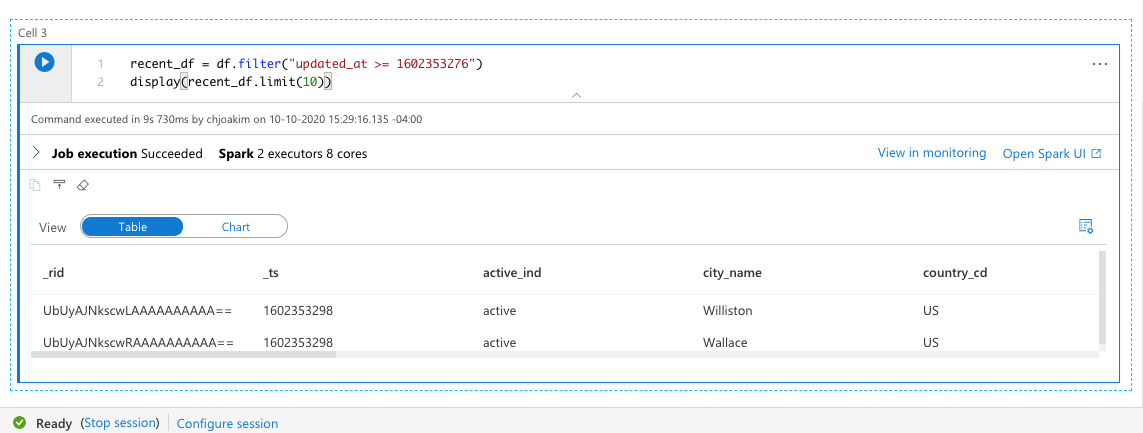 Cell 3
1 recent_df = df.filter("updated_at >= 1602353276")
2 display(recent_df.limit(10))
Command executed in 9s 730ms by chjoakim on 10-10-2020 15:29:16.135 -04:00
Job execution Succeeded Spark 2 executors 8 cores View in monitoring Open Spark UI
View Table Chart
_rid _ts active_ind city_name country_cd
UbUyAJNkscwLAAAAAAAAAA== 1602353298 active Williston US
UbUyAJNkscwRAAAAAAAAAA== 1602353298 active Wallace US
Ready (Stop session) Configure session